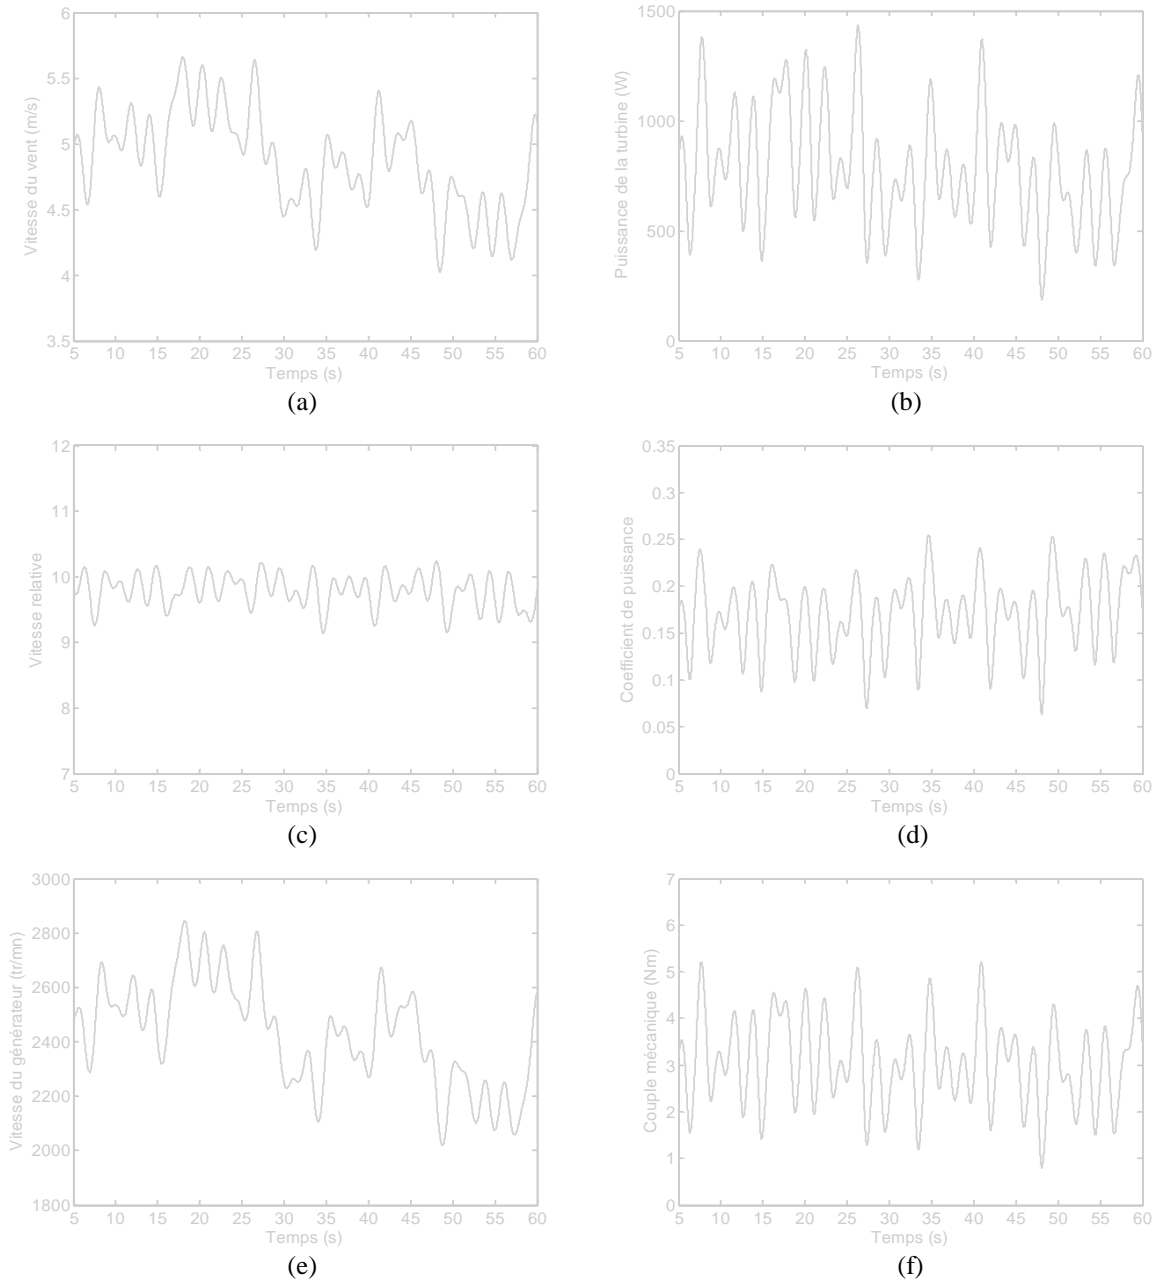 Vitesse du vent (m/s)
6
5.5
5
4.5
4
3.5
5 10 15 20 25 30 35 40 45 50 55 60
Temps (s)
(a)
Puissance de la turbine (W)
1500
1000
500
0
5 10 15 20 25 30 35 40 45 50 55 60
Temps (s)
(b)
Vitesse relative
12
11
10
9
8
7
5 10 15 20 25 30 35 40 45 50 55 60
Temps (s)
(c)
Coefficient de puissance
0.35
0.3
0.25
0.2
0.15
0.1
0.05
0
5 10 15 20 25 30 35 40 45 50 55 60
Temps (s)
(d)
Vitesse du générateur (tr/mn)
3000
2800
2600
2400
2200
2000
1800
5 10 15 20 25 30 35 40 45 50 55 60
Temps (s)
(e)
Couple mécanique (Nm)
7
6
5
4
3
2
1
0
5 10 15 20 25 30 35 40 45 50 55 60
Temps (s)
(f)